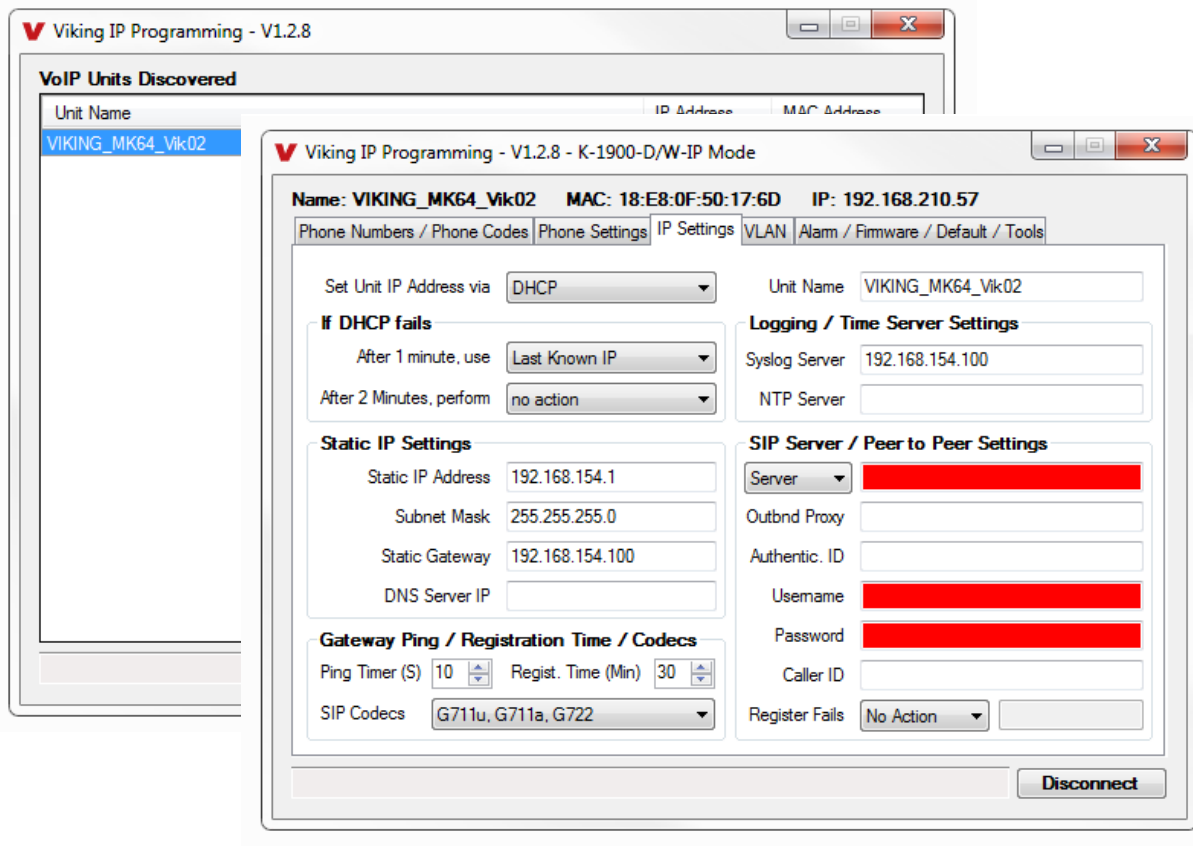 Viking IP Programming - V1.2.8
VoIP Units Discovered
Unit Name IP Address MAC Address
VIKING_MK64_Vik02
Viking IP Programming - V1.2.8 - K-1900-D/W-IP Mode
Name: VIKING_MK64_Vik02 MAC: 18:E8:0F:50:17:6D IP: 192.168.210.57
Phone Numbers / Phone Codes Phone Settings IP Settings VLAN Alarm / Firmware / Default / Tools
Set Unit IP Address via DHCP
If DHCP fails
After 1 minute, use Last Known IP
After 2 Minutes, perform no action
Static IP Settings
Static IP Address 192.168.154.1
Subnet Mask 255.255.255.0
Static Gateway 192.168.154.100
DNS Server IP
Gateway Ping / Registration Time / Codecs
Ping Timer (S) 10 Regist. Time (Min) 30
SIP Codecs G711u, G711a, G722
Unit Name VIKING_MK64_Vik02
Logging / Time Server Settings
Syslog Server 192.168.154.100
NTP Server
SIP Server / Peer to Peer Settings
Server
Outbnd Proxy
Authentic. ID
Username
Password
Caller ID
Register Fails No Action
Disconnect